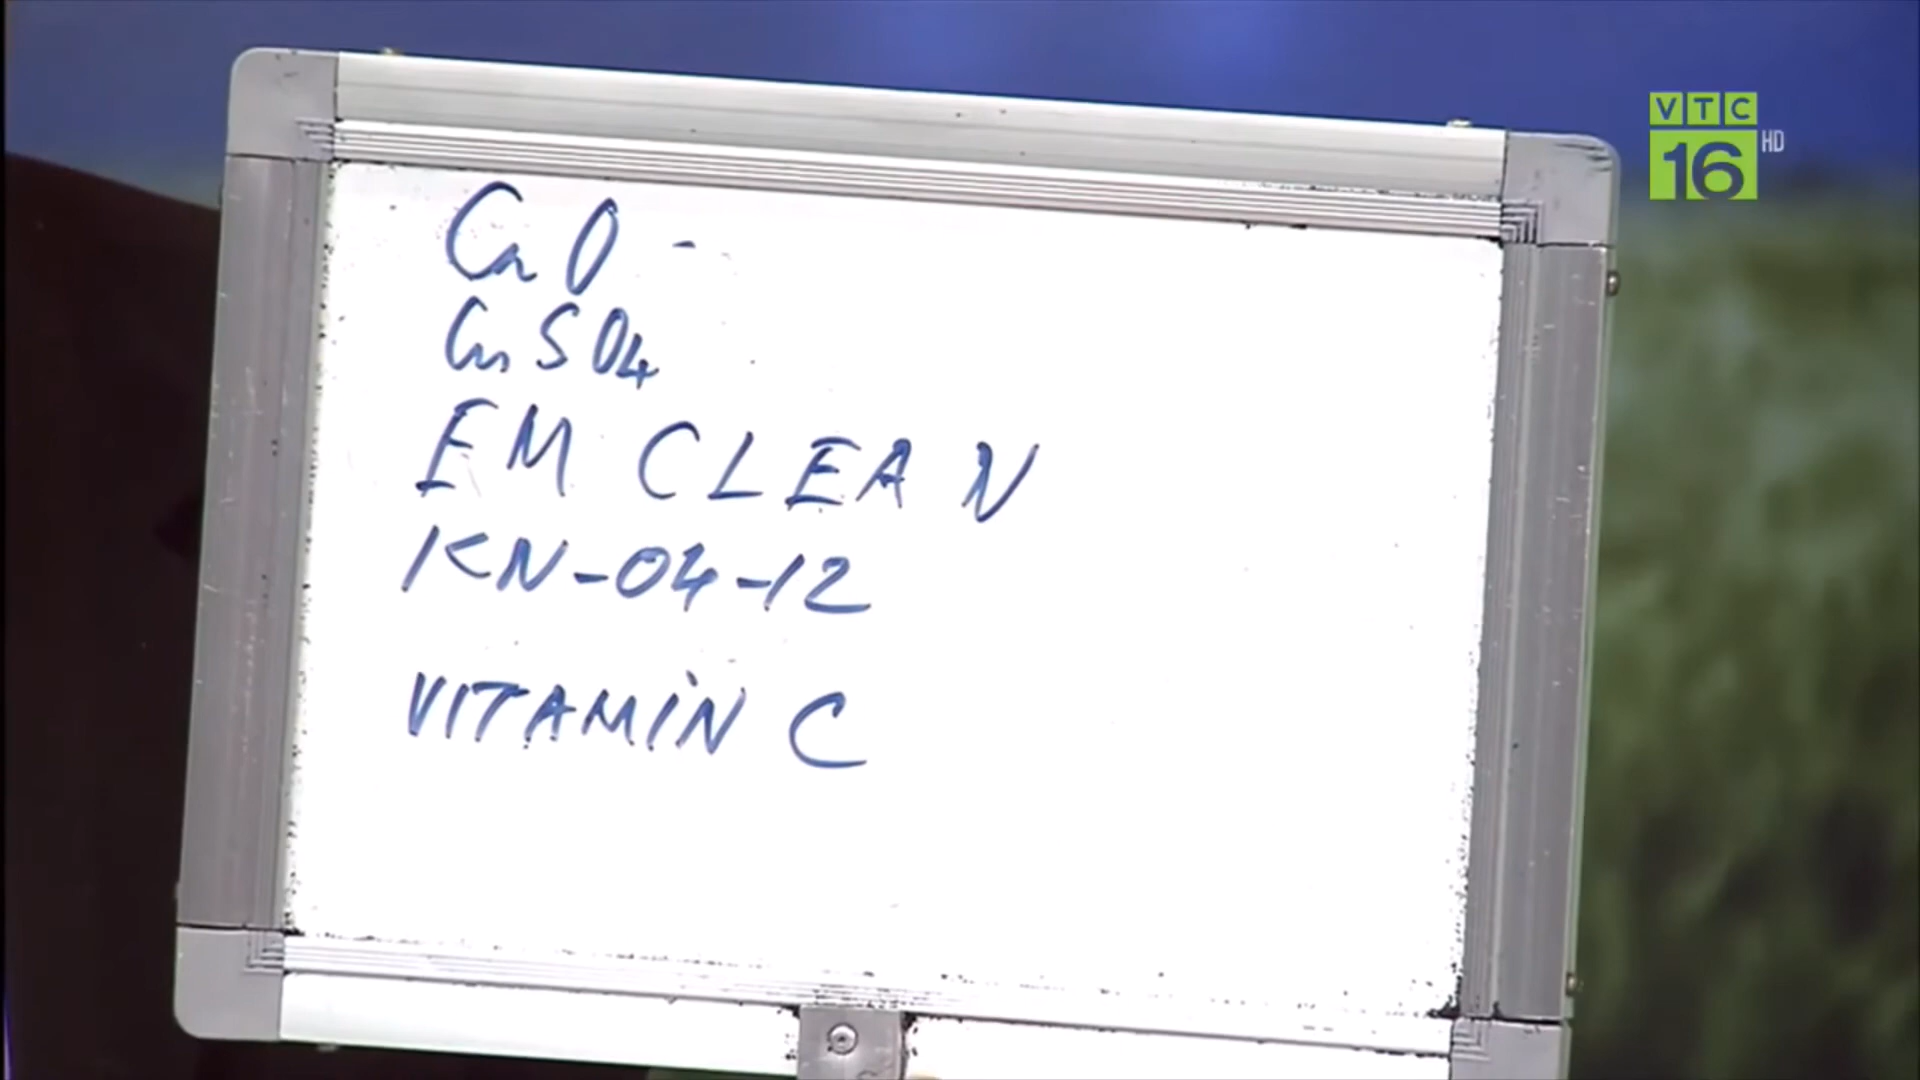 CaO -
CuSO4
EM CLEAN
KN-04-12
VITAMIN C
VTC
16 HD